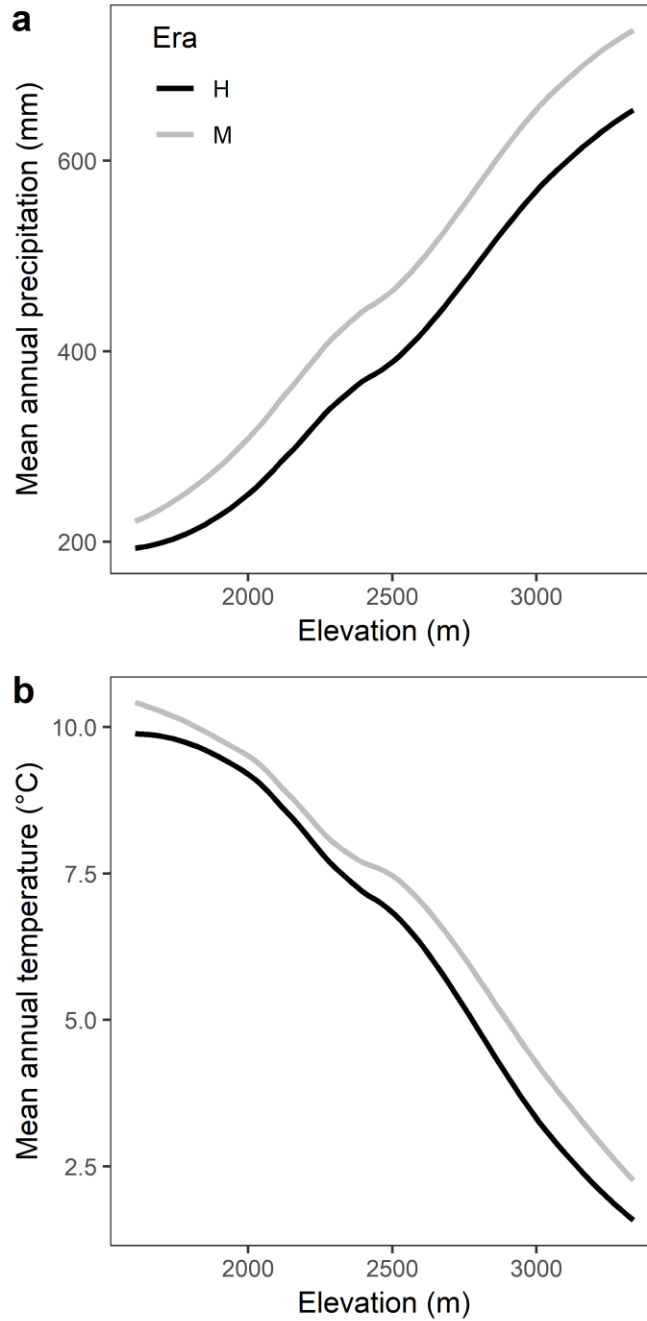 a
Era
H
M
Mean annual precipitation (mm)
600
400
200
2000 2500 3000
Elevation (m)
b
Mean annual temperature (°C)
10.0
7.5
5.0
2.5
2000 2500 3000
Elevation (m)